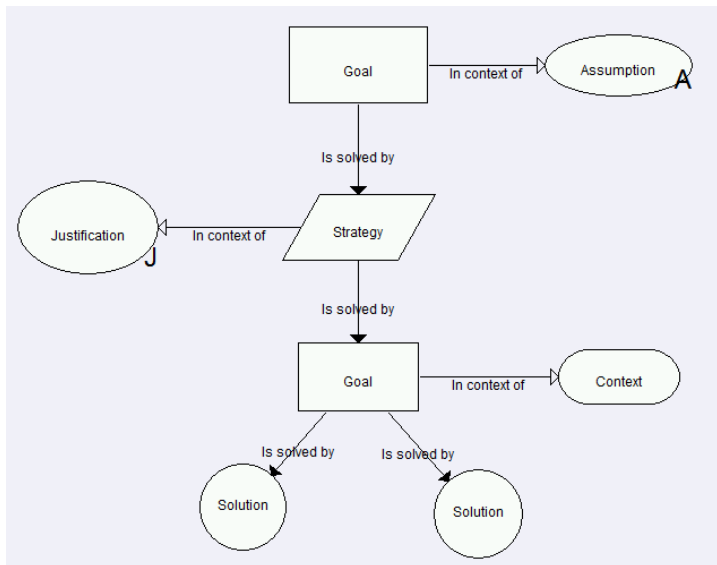 Goal
In context of
Assumption
A
Is solved by
Justification
J
In context of
Strategy
Is solved by
Goal
In context of
Context
Is solved by
Is solved by
Solution
Solution